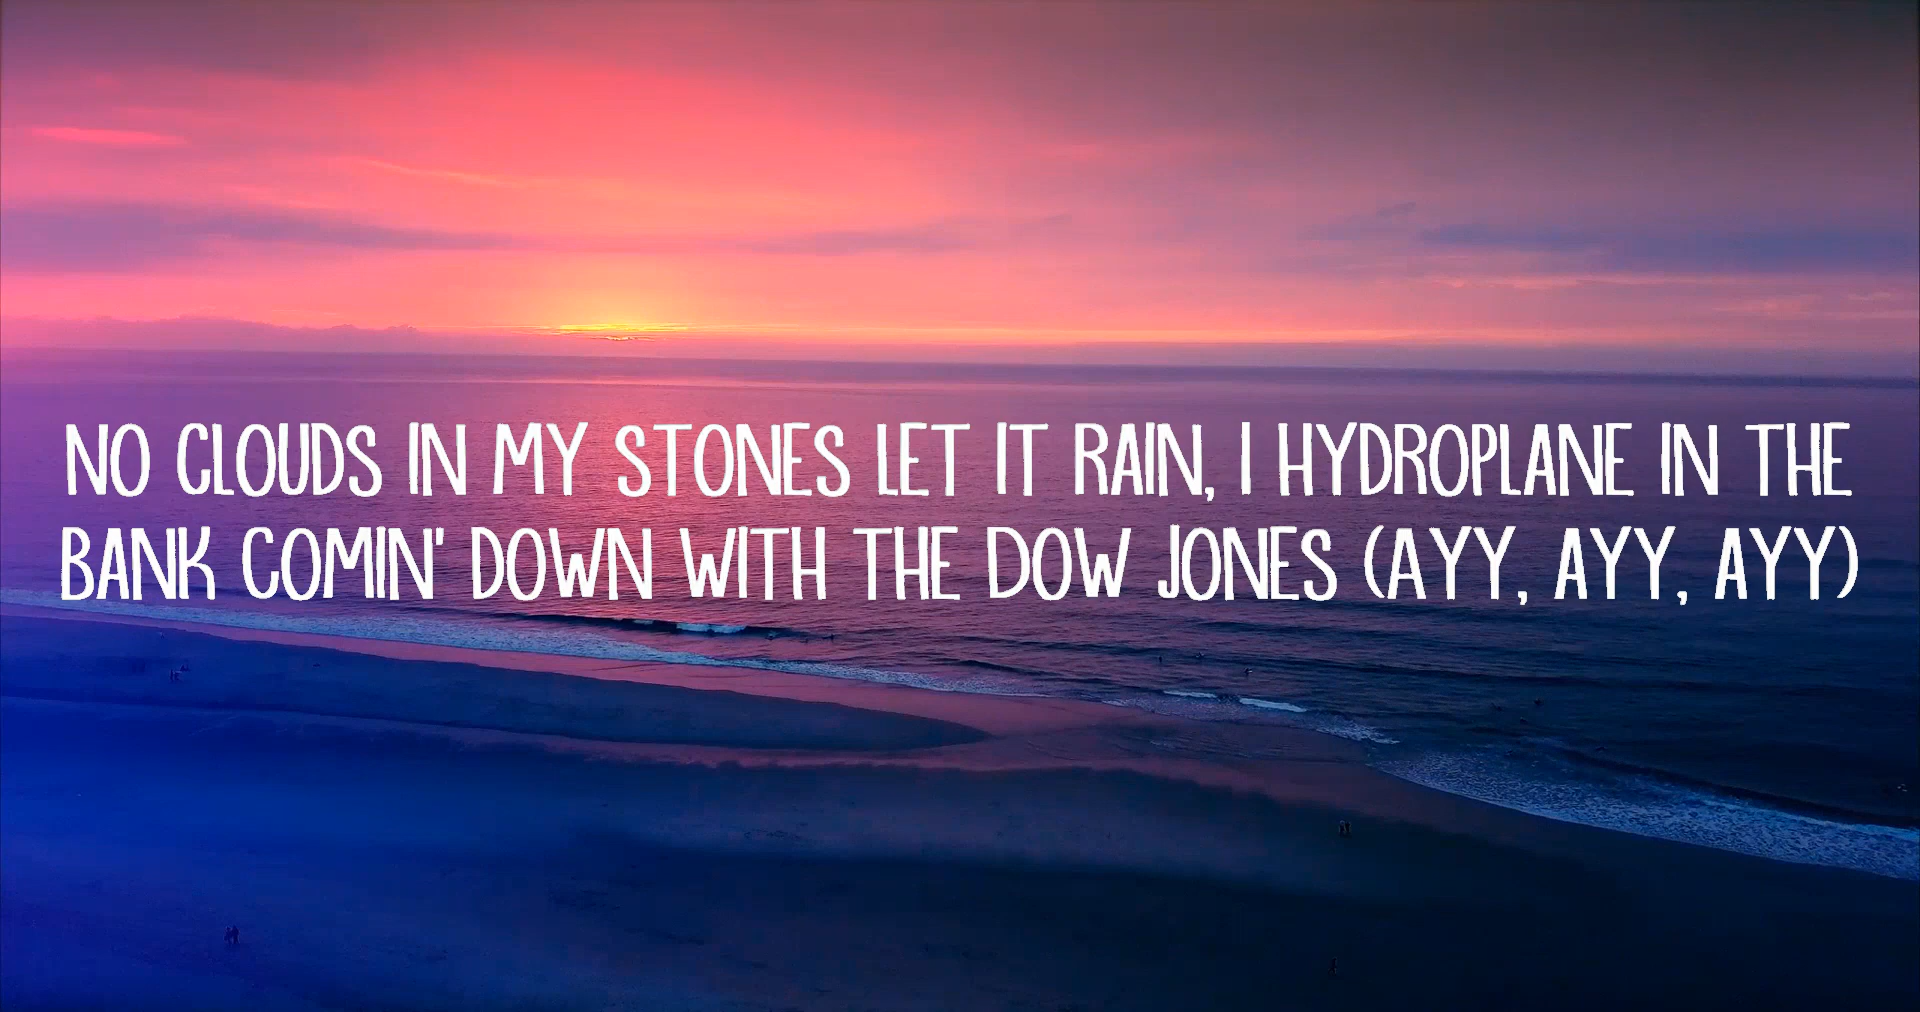 NO CLOUDS IN MY STONES LET IT RAIN, I HYDROPLANE IN THE
BANK COMIN' DOWN WITH THE DOW JONES (AYY, AYY, AYY)